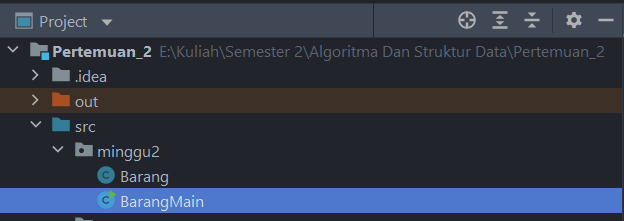 Project
Pertemuan_2 E:\Kuliah\Semester 2\Algoritma Dan Struktur Data\Pertemuan_2
.idea
out
src
minggu2
C Barang
C BarangMain